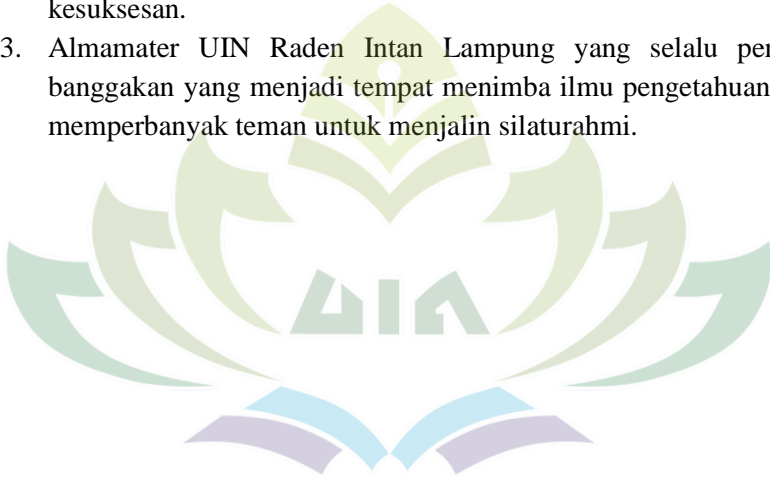 kesuksesan.
3. Almamater UIN Raden Intan Lampung yang selalu
banggakan yang menjadi tempat menimba ilmu pengetahuan
memperbanyak teman untuk menjalin silaturahmi.
UIN